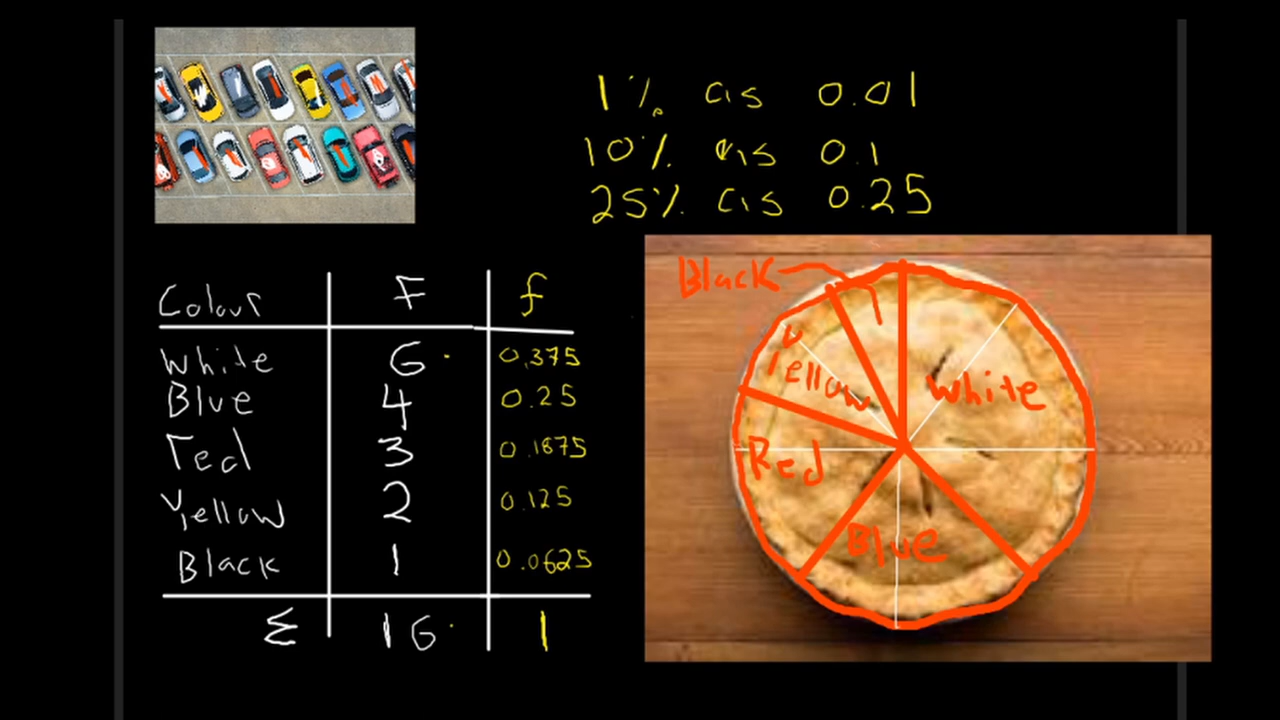 1% as 0.01
10% as 0.1
25% as 0.25
Colour F f
White 6 0.375
Blue 4 0.25
Red 3 0.1875
Yellow 2 0.125
Black 1 0.0625
Σ 16 1
Black
Yellow
White
Red
Blue